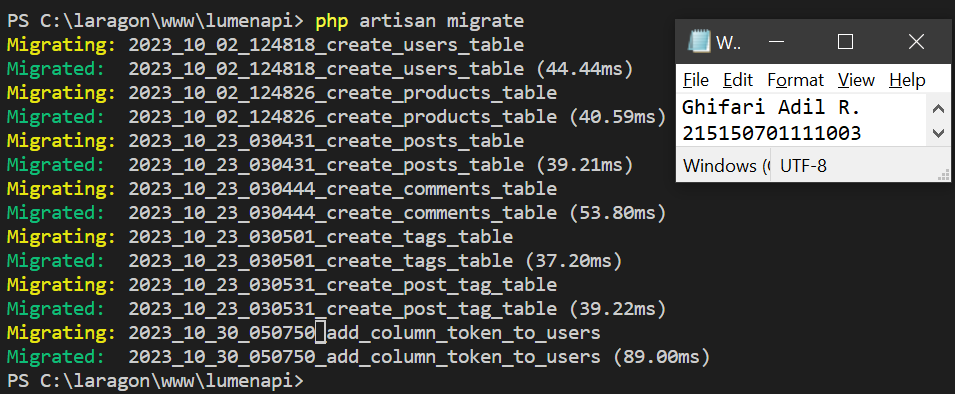 PS C:\laragon\www\lumenapi> php artisan migrate
Migrating: 2023_10_02_124818_create_users_table
Migrated:  2023_10_02_124818_create_users_table (44.44ms)
Migrating: 2023_10_02_124826_create_products_table
Migrated:  2023_10_02_124826_create_products_table (40.59ms)
Migrating: 2023_10_23_030431_create_posts_table
Migrated:  2023_10_23_030431_create_posts_table (39.21ms)
Migrating: 2023_10_23_030444_create_comments_table
Migrated:  2023_10_23_030444_create_comments_table (53.80ms)
Migrating: 2023_10_23_030501_create_tags_table
Migrated:  2023_10_23_030501_create_tags_table (37.20ms)
Migrating: 2023_10_23_030531_create_post_tag_table
Migrated:  2023_10_23_030531_create_post_tag_table (39.22ms)
Migrating: 2023_10_30_050750_add_column_token_to_users
Migrated:  2023_10_30_050750_add_column_token_to_users (89.00ms)
PS C:\laragon\www\lumenapi>
W..
File Edit Format View Help
Ghifari Adil R.
215150701111003
Windows (C UTF-8